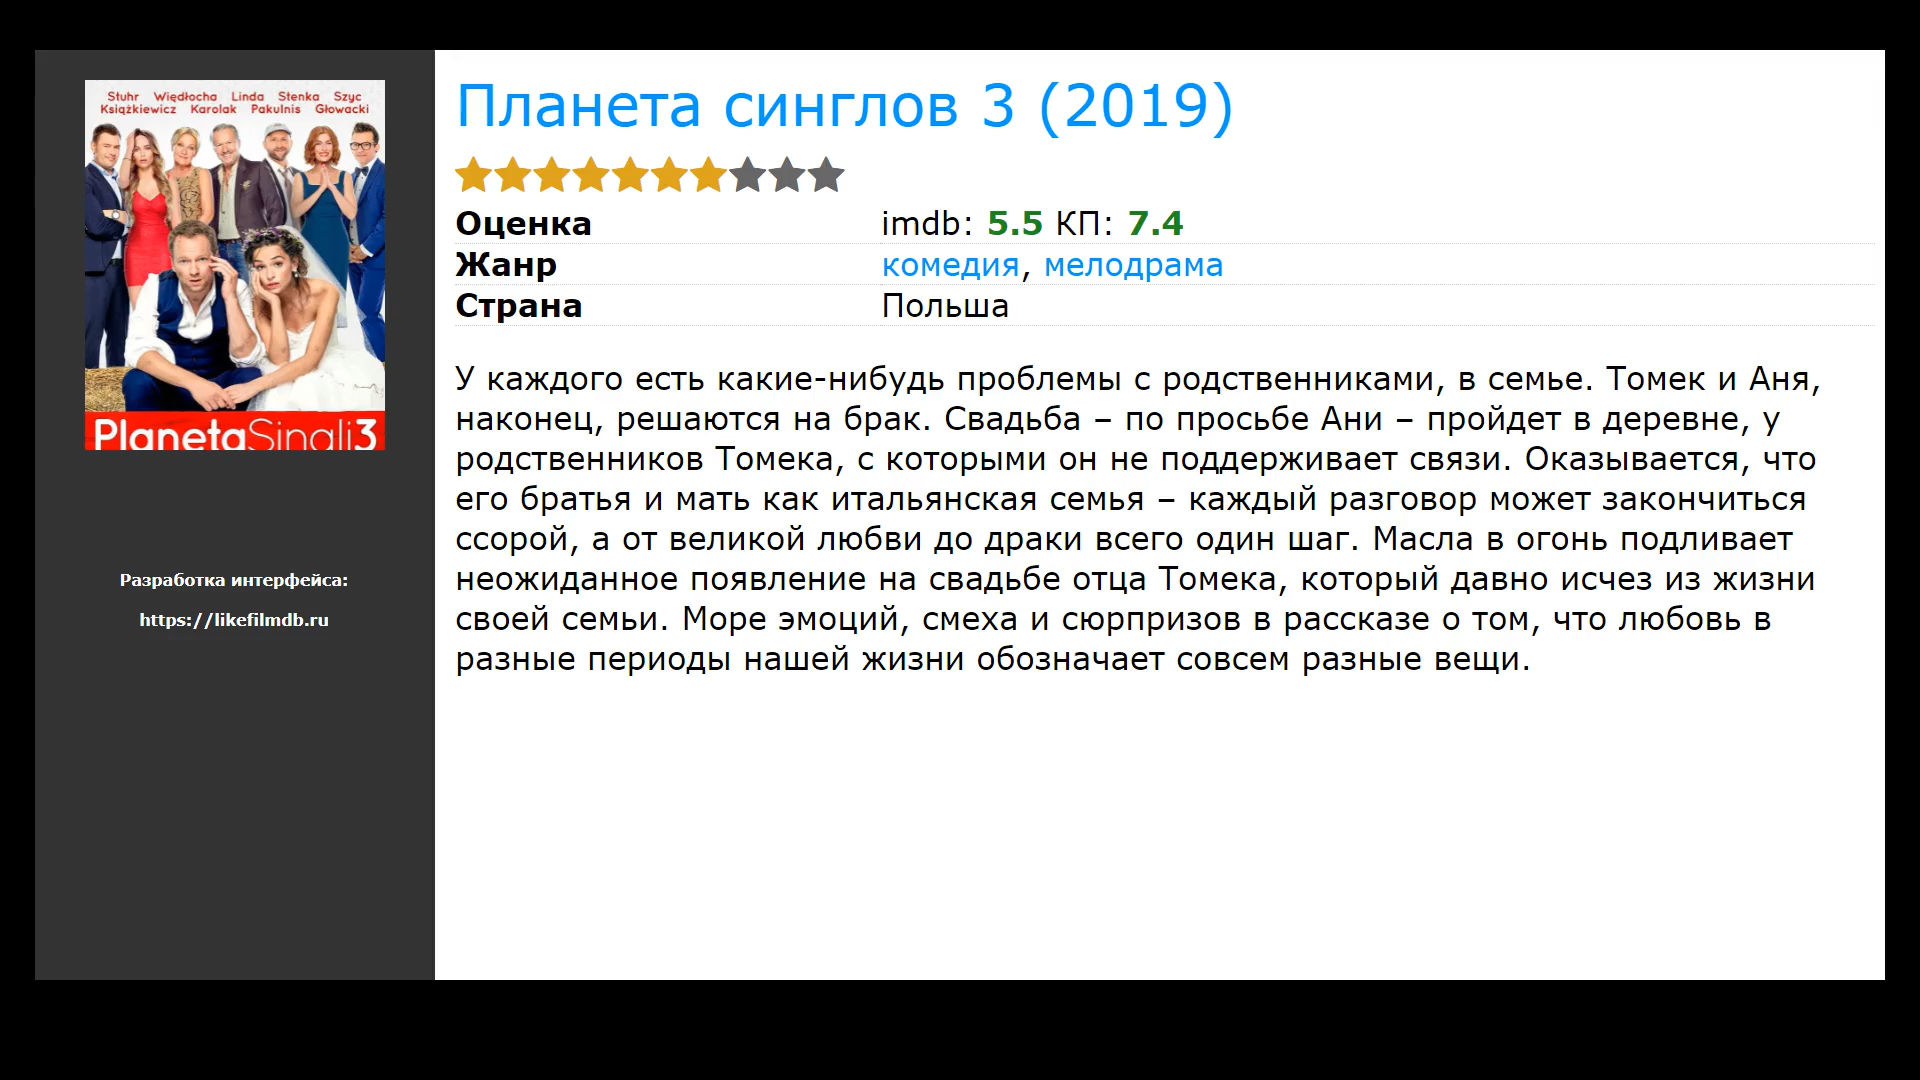 Stuhr Więdłocha Linda Stenka Szyc
Książkiewicz Karolak Pakulnis Głowacki
PlanetaSingli3
Разработка интерфейса:
https://likefilmdb.ru
Планета синглов 3 (2019)
Оценка imdb: 5.5 КП: 7.4
Жанр комедия, мелодрама
Страна Польша
У каждого есть какие-нибудь проблемы с родственниками, в семье. Томек и Аня,
наконец, решаются на брак. Свадьба – по просьбе Ани – пройдет в деревне, у
родственников Томека, с которыми он не поддерживает связи. Оказывается, что
его братья и мать как итальянская семья – каждый разговор может закончиться
ссорой, а от великой любви до драки всего один шаг. Масла в огонь подливает
неожиданное появление на свадьбе отца Томека, который давно исчез из жизни
своей семьи. Море эмоций, смеха и сюрпризов в рассказе о том, что любовь в
разные периоды нашей жизни обозначает совсем разные вещи.